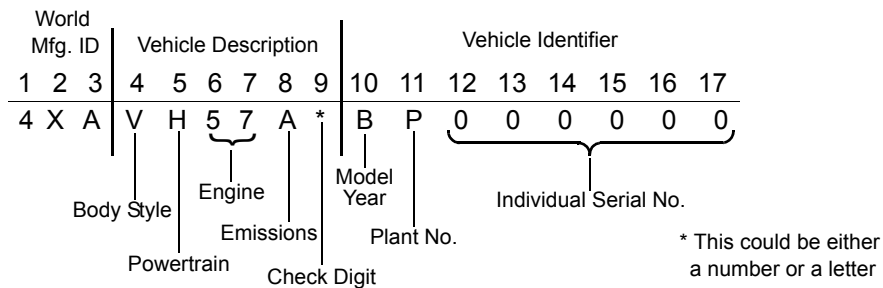 World
Mfg. ID Vehicle Description Vehicle Identifier
1 2 3 4 5 6 7 8 9 10 11 12 13 14 15 16 17
4 X A V H 5 7 A * B P 0 0 0 0 0 0
Body Style
Powertrain
Engine
Emissions
Check Digit
Model
Year
Plant No.
Individual Serial No.
* This could be either
a number or a letter